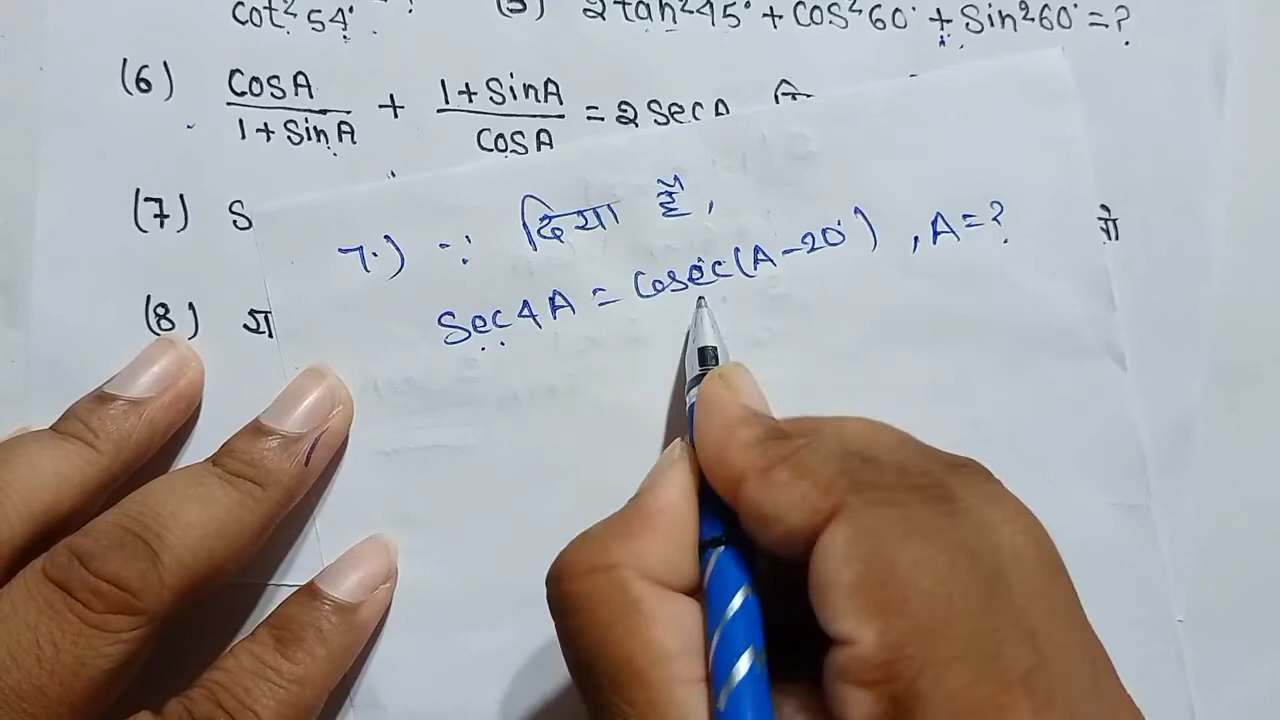 cot²54° ? (5) 2tan²45° + cos²60° + Sin²60° = ?
(6) COSA/1+SinA + 1+SinA/COSA = 2SecA
(7) S
7.) ∵ दिया है,
Sec4A = Cosec(A-20°), A=?
(8)